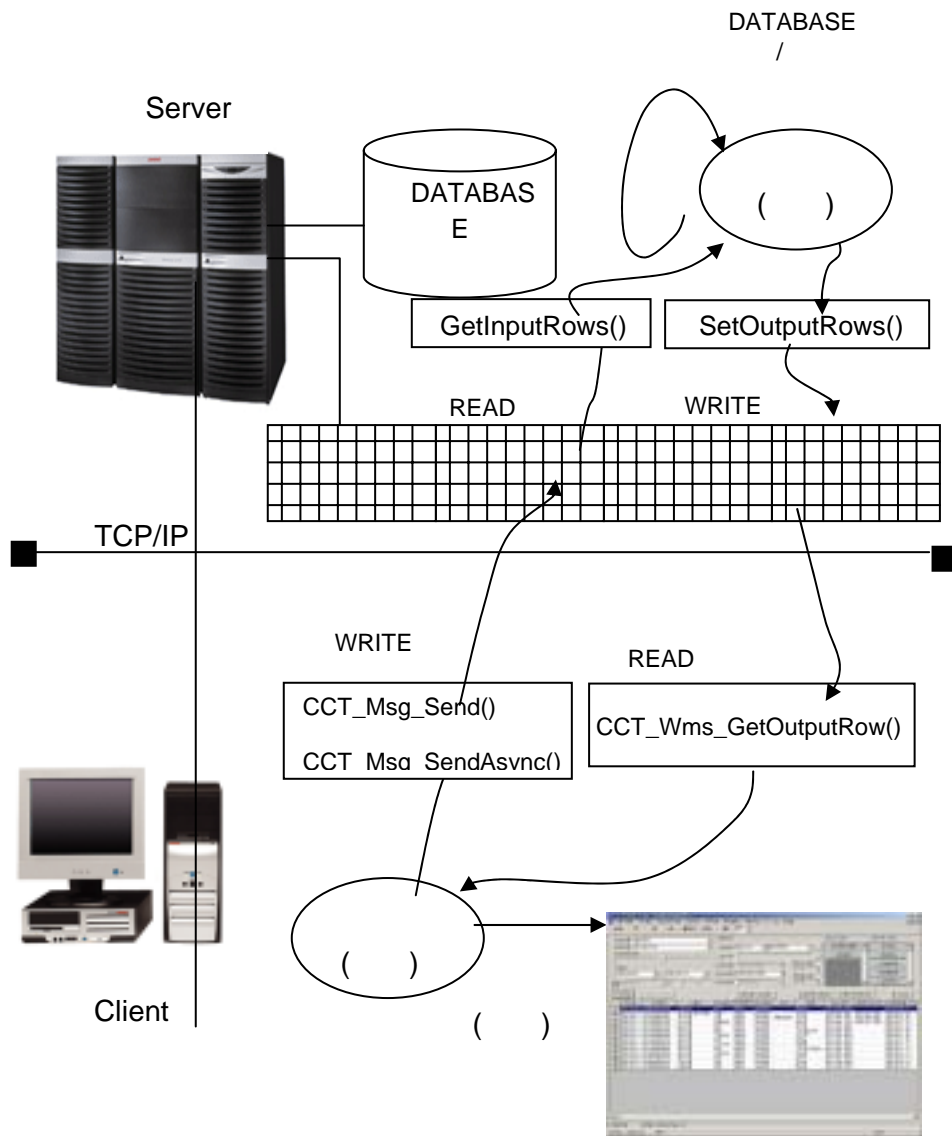 DATABASE
/
Server
DATABAS
E
(          )
GetInputRows()
SetOutputRows()
READ
WRITE
TCP/IP
WRITE
READ
CCT_Msg_Send()
CCT_Wms_GetOutputRow()
CCT_Msg_SendAsync()
(          )
Client
(          )